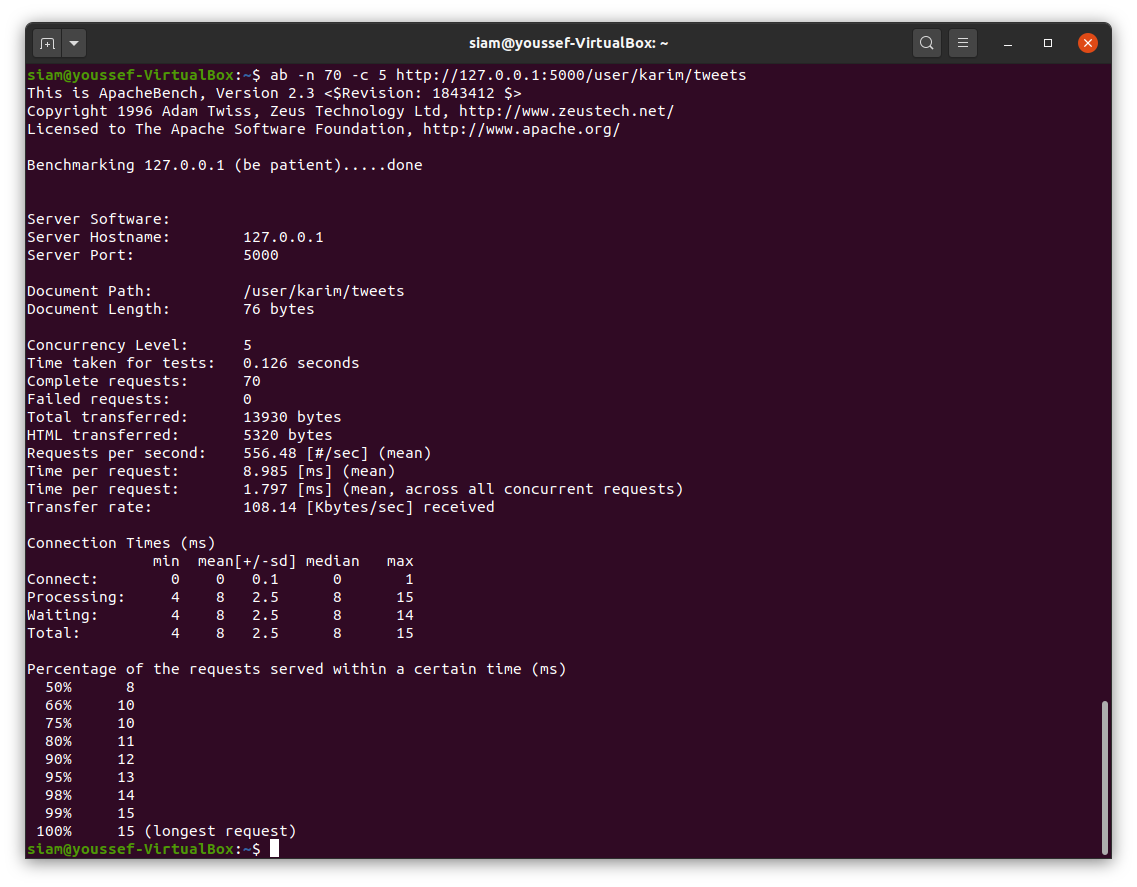 siam@youssef-VirtualBox: ~
siam@youssef-VirtualBox:~$ ab -n 70 -c 5 http://127.0.0.1:5000/user/karim/tweets
This is ApacheBench, Version 2.3 <$Revision: 1843412 $>
Copyright 1996 Adam Twiss, Zeus Technology Ltd, http://www.zeustech.net/
Licensed to The Apache Software Foundation, http://www.apache.org/

Benchmarking 127.0.0.1 (be patient).....done


Server Software:
Server Hostname:        127.0.0.1
Server Port:            5000

Document Path:          /user/karim/tweets
Document Length:        76 bytes

Concurrency Level:      5
Time taken for tests:   0.126 seconds
Complete requests:      70
Failed requests:        0
Total transferred:      13930 bytes
HTML transferred:       5320 bytes
Requests per second:    556.48 [#/sec] (mean)
Time per request:       8.985 [ms] (mean)
Time per request:       1.797 [ms] (mean, across all concurrent requests)
Transfer rate:          108.14 [Kbytes/sec] received

Connection Times (ms)
              min  mean[+/-sd] median   max
Connect:        0    0   0.1      0       1
Processing:     4    8   2.5      8      15
Waiting:        4    8   2.5      8      14
Total:          4    8   2.5      8      15

Percentage of the requests served within a certain time (ms)
  50%      8
  66%     10
  75%     10
  80%     11
  90%     12
  95%     13
  98%     14
  99%     15
 100%     15 (longest request)
siam@youssef-VirtualBox:~$